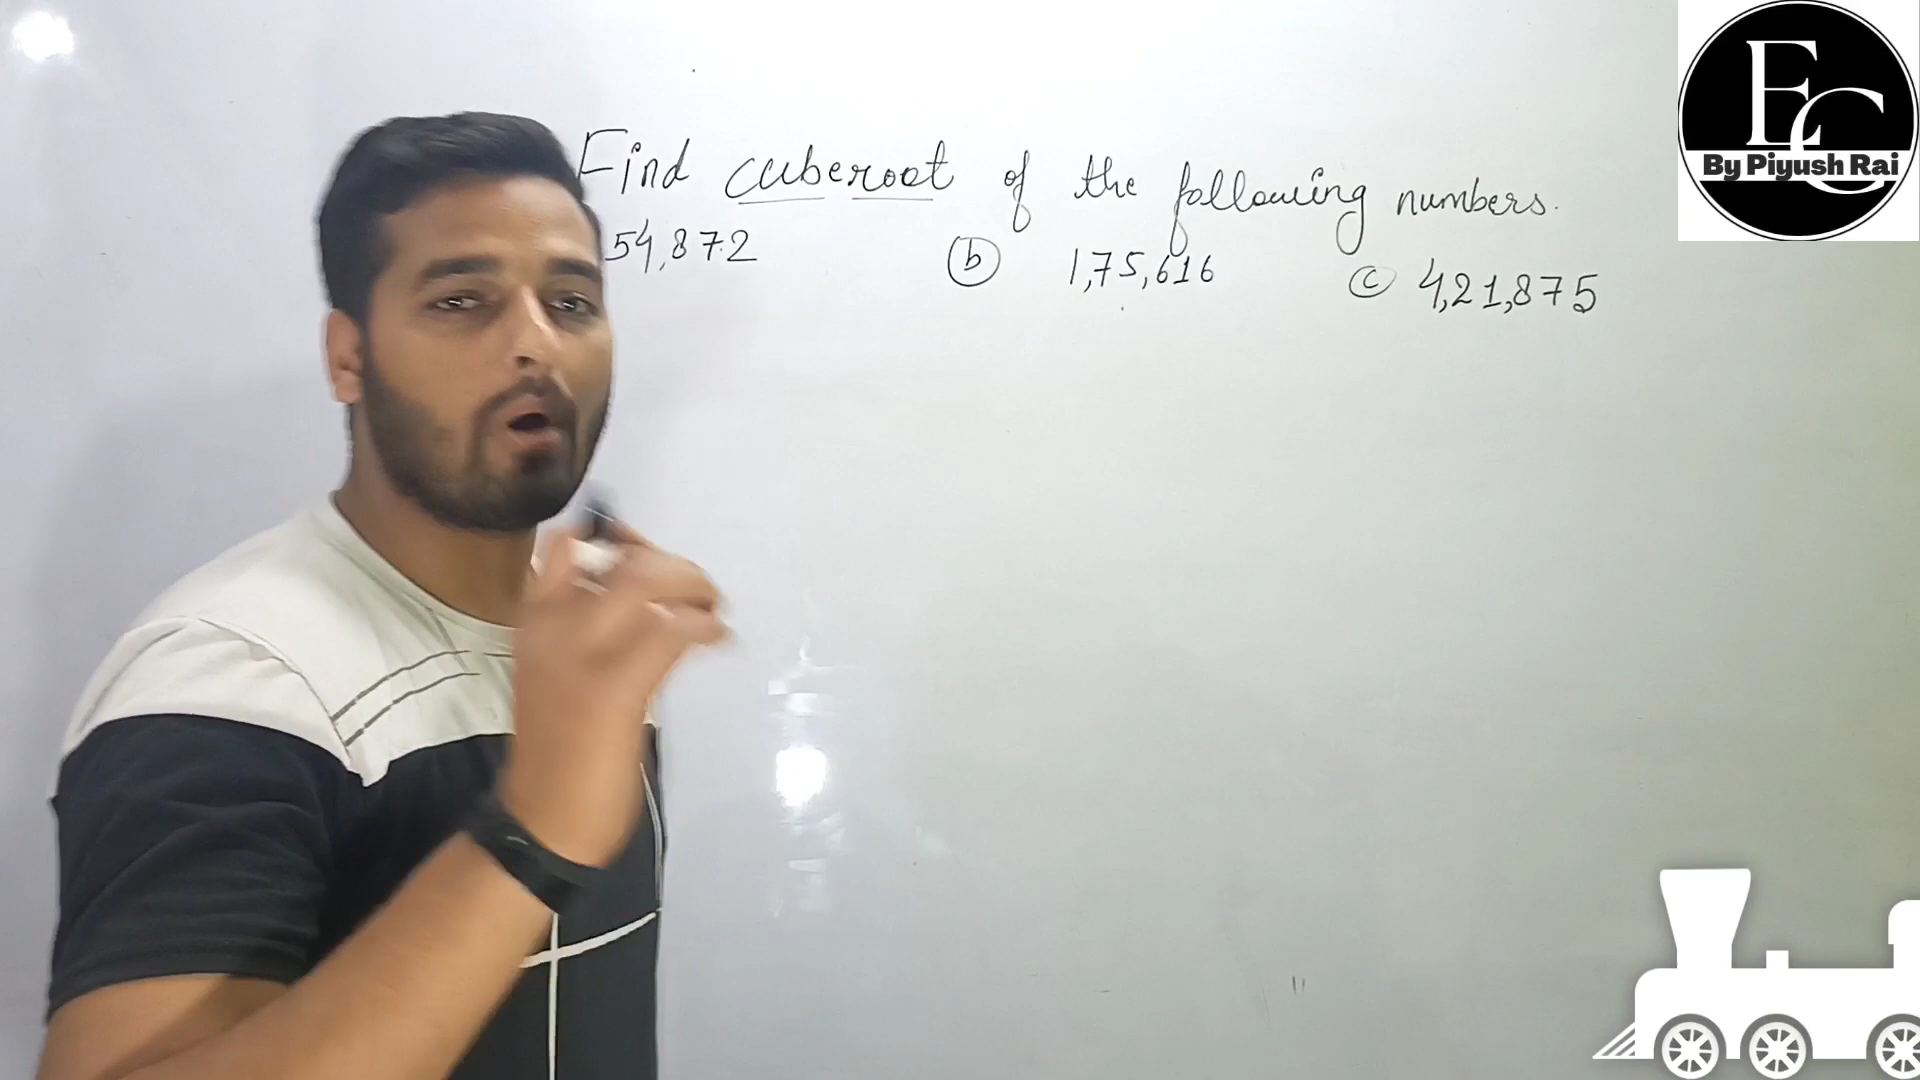 Find cuberoot of the following numbers.
54,872 (b) 1,75,616 (c) 4,21,875
EC
By Piyush Rai